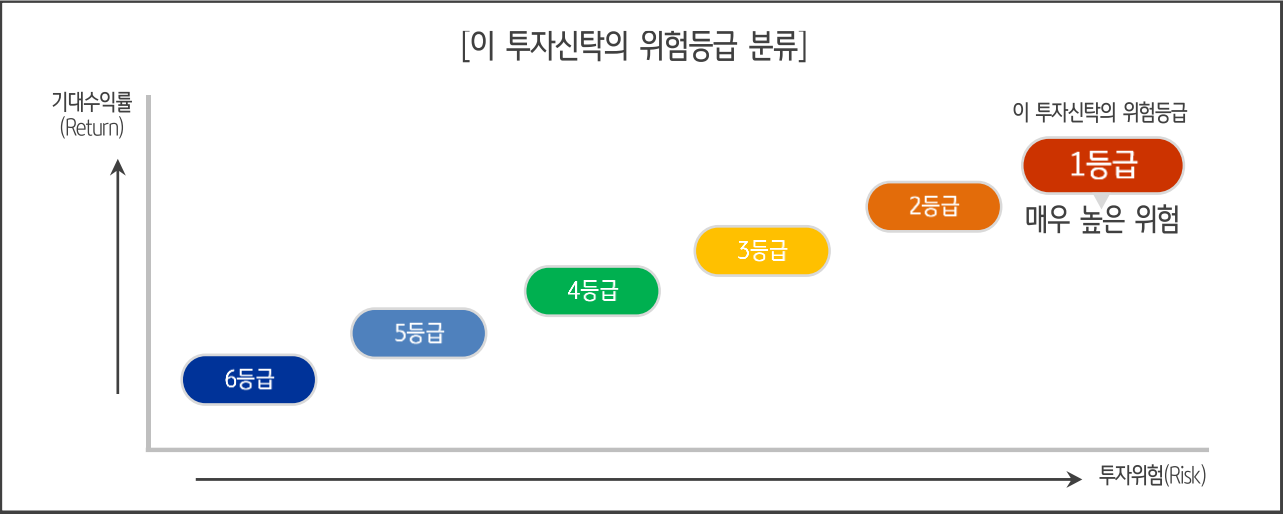 [이 투자신탁의 위험등급 분류]
기대수익률
(Return)
이 투자신탁의 위험등급
1등급
매우 높은 위험
2등급
3등급
4등급
5등급
6등급
투자위험(Risk)